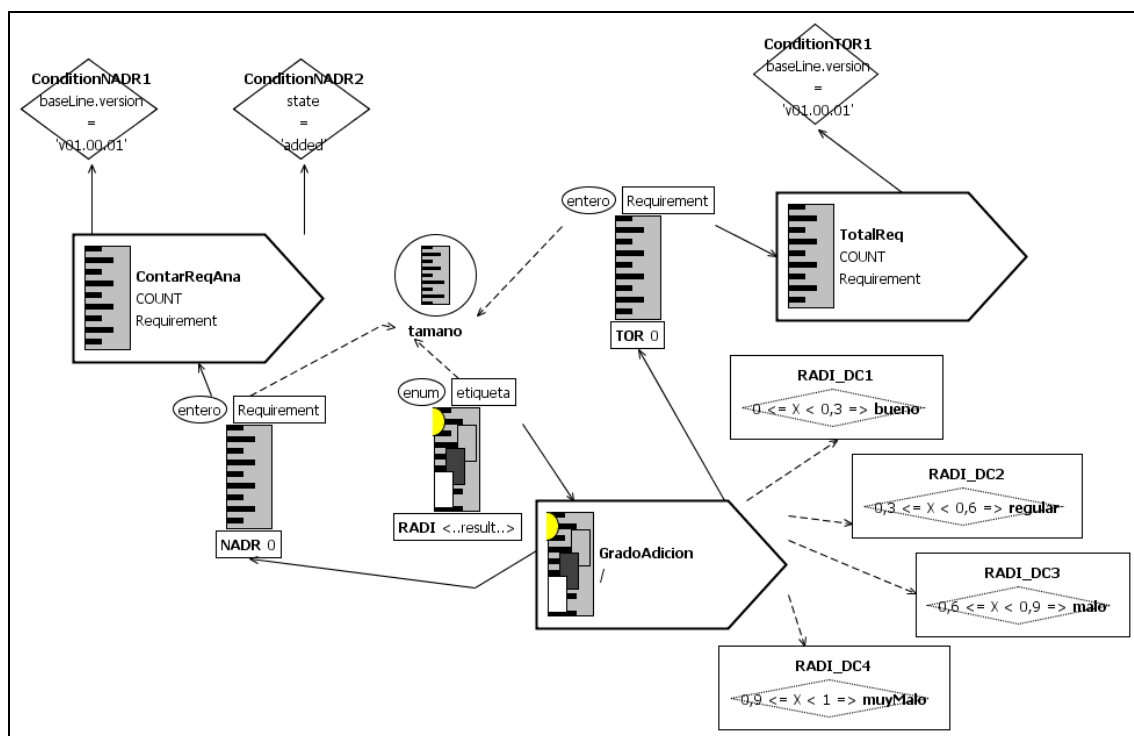 ConditionTOR1
baseLine.version
=
'v01.00.01'
ConditionNADR1
baseLine.version
=
'v01.00.01'
ConditionNADR2
state
=
'added'
entero
Requirement
TotalReq
COUNT
Requirement
ContarReqAna
COUNT
Requirement
tamano
TOR 0
RADI_DC1
0 <= X < 0,3 => bueno
entero
Requirement
enum
etiqueta
RADI_DC2
0,3 <= X < 0,6 => regular
RADI <..result..>
NADR 0
GradoAdicion
/
RADI_DC3
0,6 <= X < 0,9 => malo
RADI_DC4
0,9 <= X < 1 => muyMalo